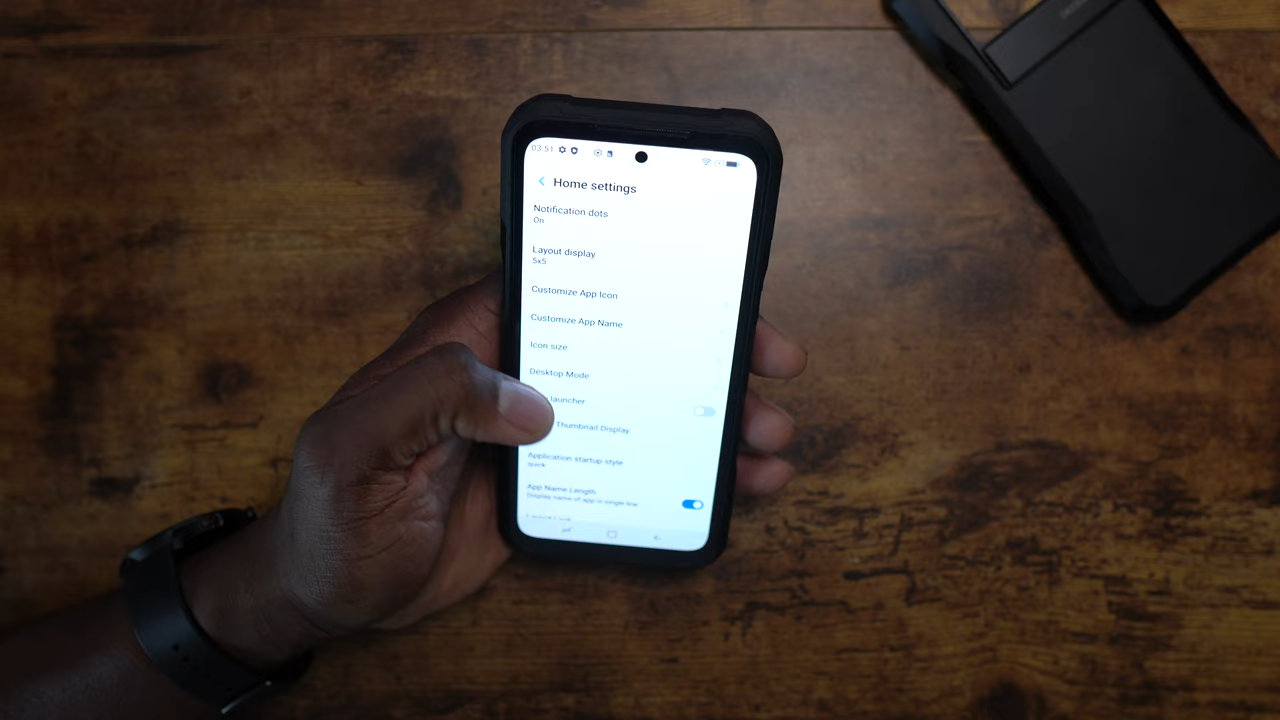 03:51
Home settings
Notification dots
On
Layout display
5x5
Customize App Icon
Customize App Name
Icon size
Desktop Mode
launcher
Thumbnail Display
Application startup style
quick
App Name Length
Display name of app in single line